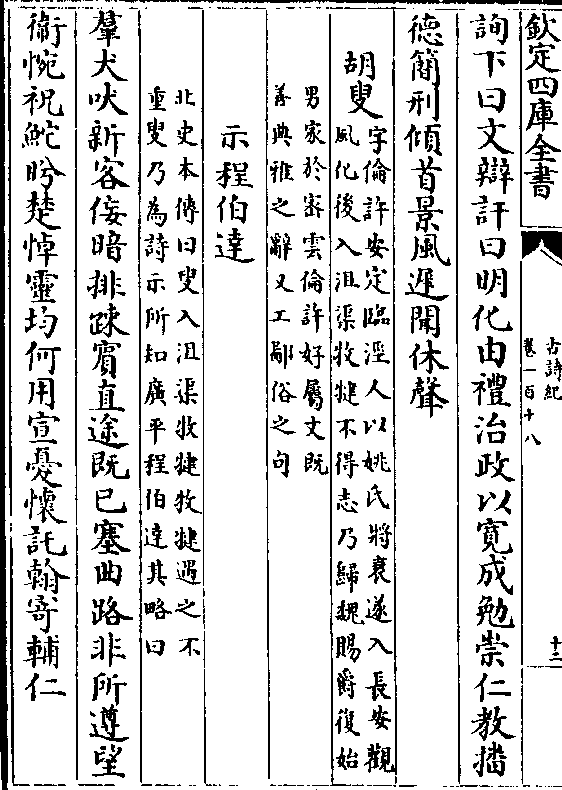 欽定四庫全書
古詩紀
卷一百十八
十三
詢下曰文辯訐曰明化由禮治政以寬成勉崇仁教播
德簡刑傾首景風遲聞休聲
胡叟
字倫許安定臨涇人以姚氏將衰遂入長安觀
風化後入沮渠牧犍不得志乃歸魏賜爵復始
男家於密雲倫許好屬文既
善典雅之辭又工鄙俗之句
示程伯達
北史本傳曰叟入沮渠牧犍牧犍遇之不
重叟乃為詩示所知廣平程伯達其略曰
羣犬吠新客佞暗排疎賓直途既已塞曲路非所遵望
衛惋祝鮀眄楚悼靈均何用宣憂懷託翰寄輔仁